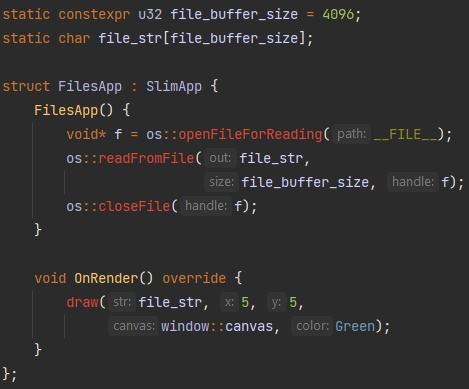 static constexpr u32 file_buffer_size = 4096;
static char file_str[file_buffer_size];
struct FilesApp : SlimApp {
FilesApp() {
void* f = os::openFileForReading( path: __FILE__);
os::readFromFile( out: file_str,
size: file_buffer_size, handle: f);
os::closeFile( handle: f);
}
void OnRender() override {
draw( str: file_str, x: 5, y: 5,
canvas: window::canvas, color: Green);
}
};